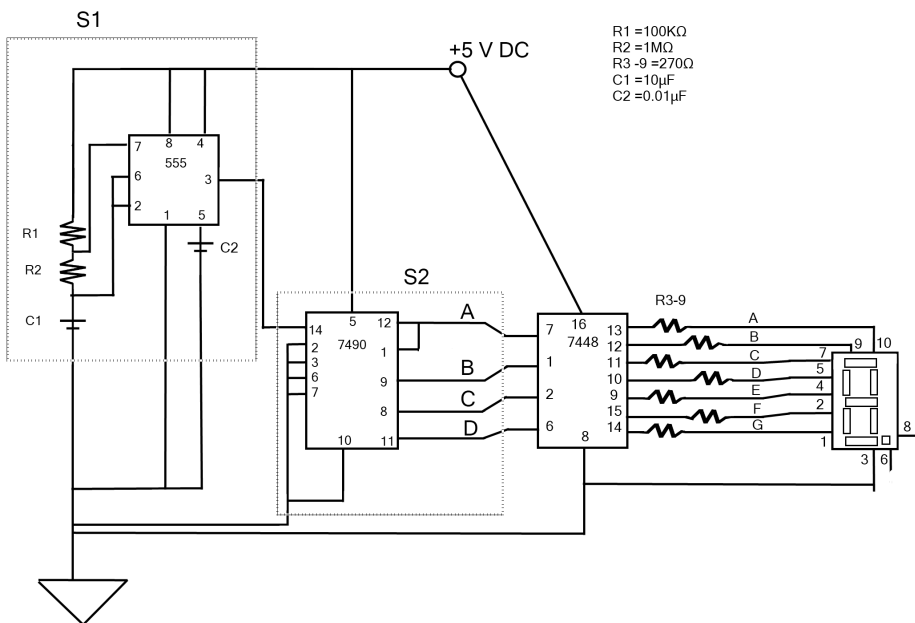 S1
+5 V DC
R1 =100KΩ
R2 =1MΩ
R3 -9 =270Ω
C1 =10µF
C2 =0.01µF
7
8
4
555
6
3
2
1
5
R1
R2
C1
C2
S2
14
5
12
7490
2
3
6
7
1
9
8
10
11
A
B
C
D
7
16
13
7448
12
1
11
10
2
9
15
6
8
14
R3-9
A
B
C
D
E
F
G
9
10
7
5
4
2
1
8
3
6